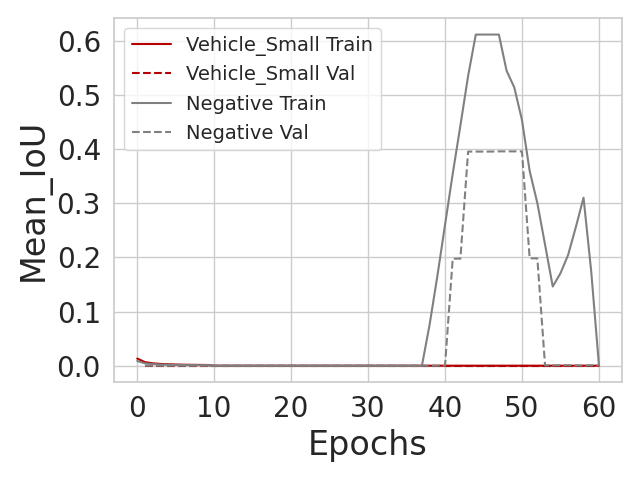 Vehicle_Small Train
Vehicle_Small Val
Negative Train
Negative Val
Mean_IoU
0.6
0.5
0.4
0.3
0.2
0.1
0.0
0 10 20 30 40 50 60
Epochs